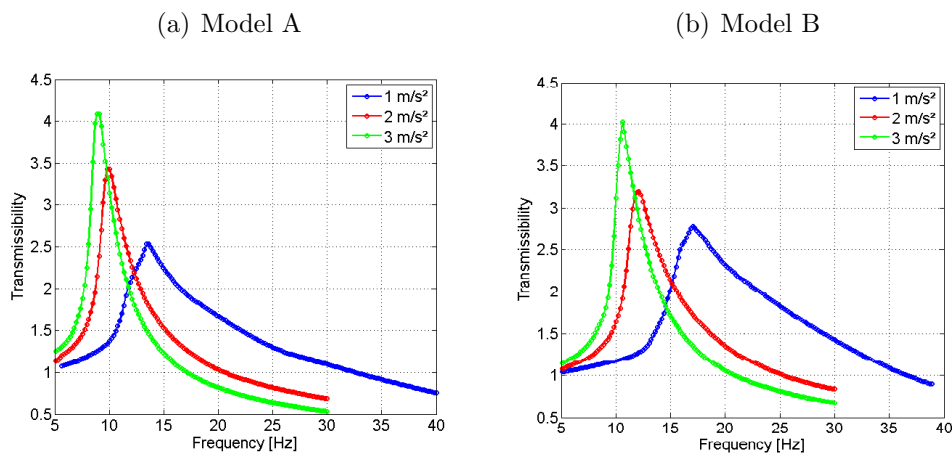 (a) Model A
(b) Model B
4.5
4
3.5
3
2.5
2
1.5
1
0.5
Transmissibility
5
10
15
20
25
30
35
40
Frequency [Hz]
1 m/s²
2 m/s²
3 m/s²
4.5
4
3.5
3
2.5
2
1.5
1
0.5
Transmissibility
5
10
15
20
25
30
35
40
Frequency [Hz]
1 m/s²
2 m/s²
3 m/s²